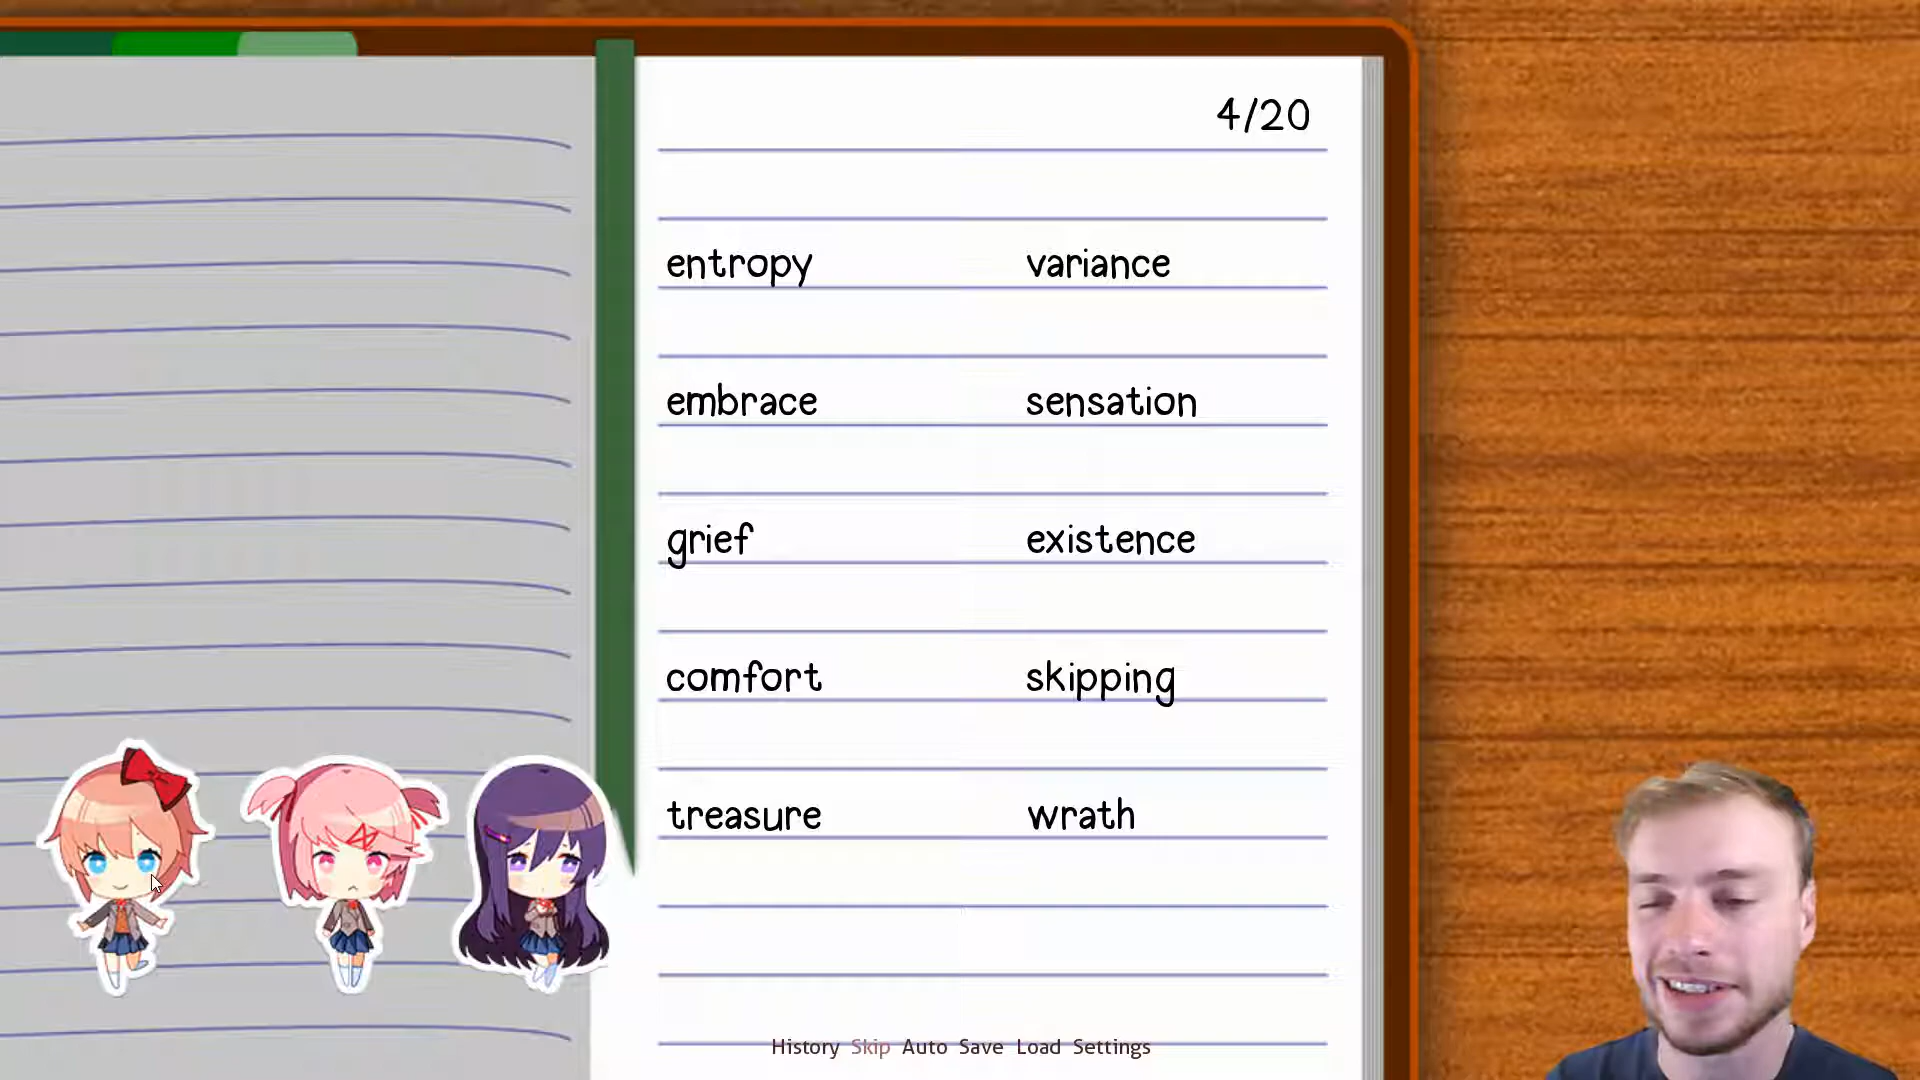 4/20
entropy variance
embrace sensation
grief existence
comfort skipping
treasure wrath
History Skip Auto Save Load Settings